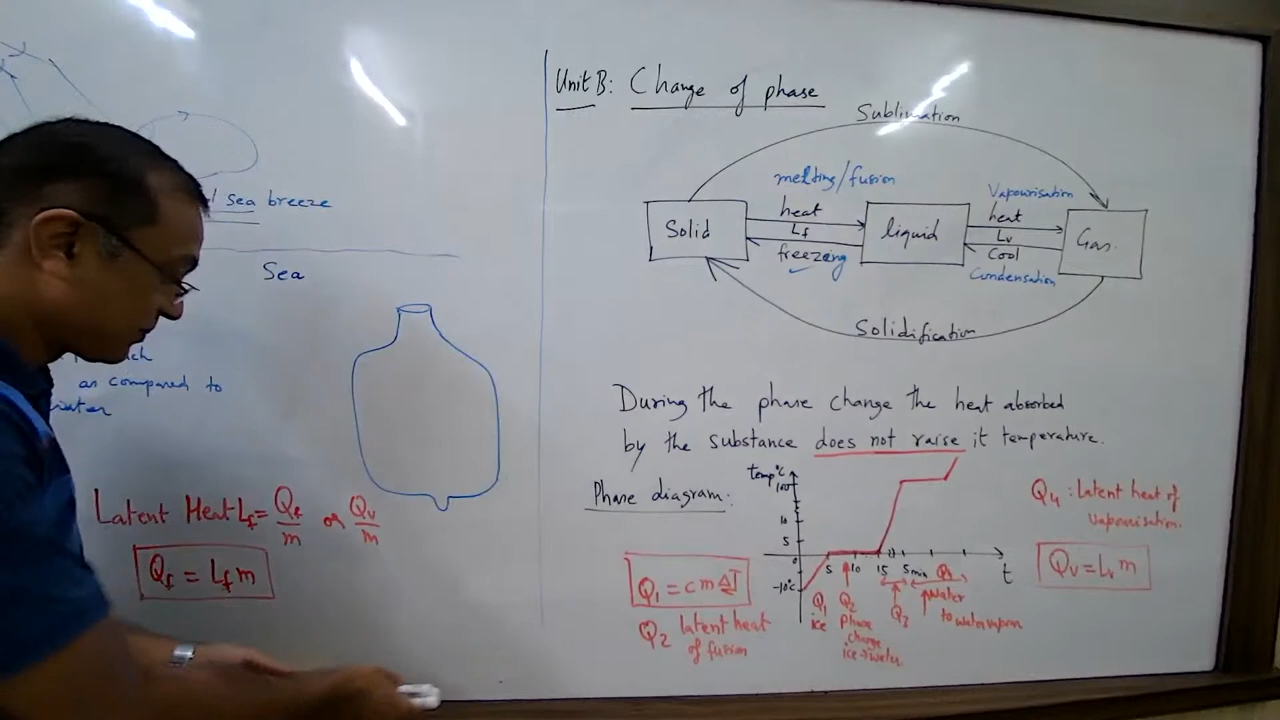 sea breeze
Sea
as compared to
water
Latent Heat Lf = Qf/m or Qv/m
Qf = Lf m
Unit B: Change of phase
Sublimation
melting/fusion
Vapourisation
Solid
heat
Lf
freezeng
liquid
heat
Lv
Cool
Condensation
Gas.
Solidification
During the phase change the heat absorbed
by the substance does not raise it temperature.
Phase diagram:
temp°C
100
10
5
0
-10°C
5 10 15 5min
t
Q1 = cmΔT
Q2 latent heat
of fusion
Q1
ice
Q2
Phase
change
ice→water
Q3
Q4
water
to watervapour
Q4 : Latent heat of
vapourisation.
Qv = Lv m